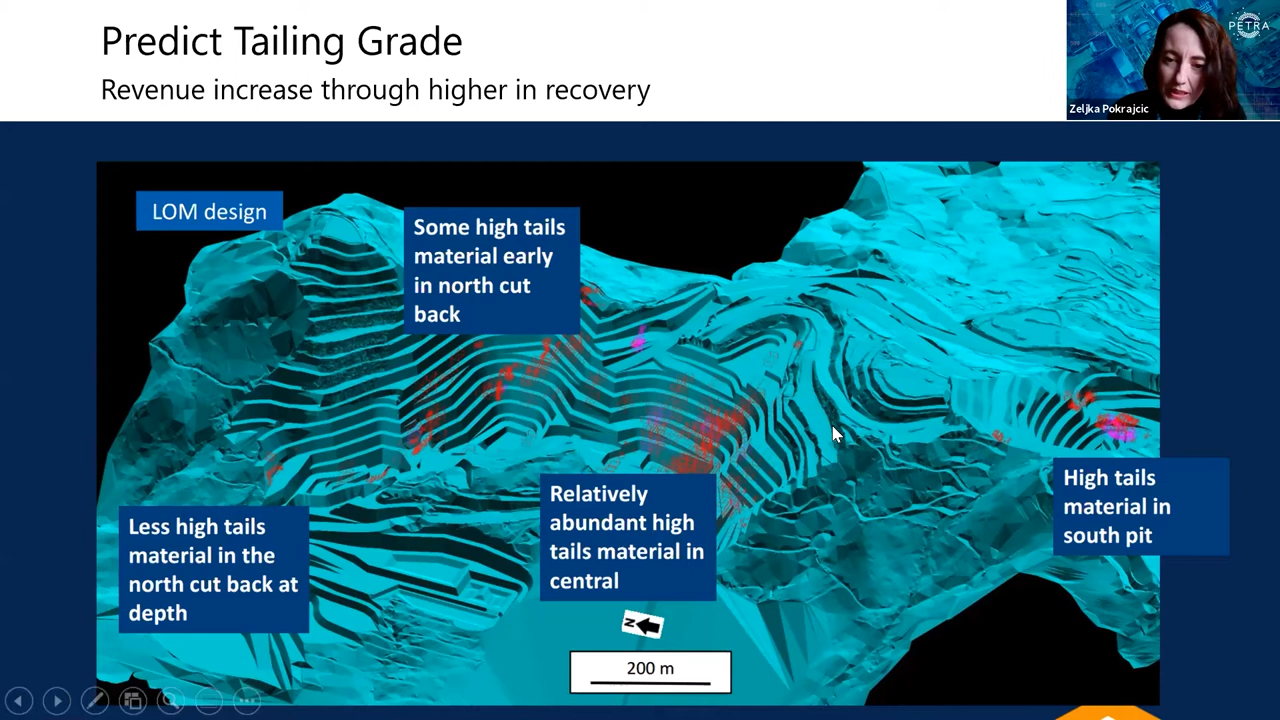 Predict Tailing Grade
Revenue increase through higher in recovery
PETRA
Zeljka Pokrajcic
LOM design
Some high tails
material early
in north cut
back
Less high tails
material in the
north cut back at
depth
Relatively
abundant high
tails material in
central
High tails
material in
south pit
N
200 m